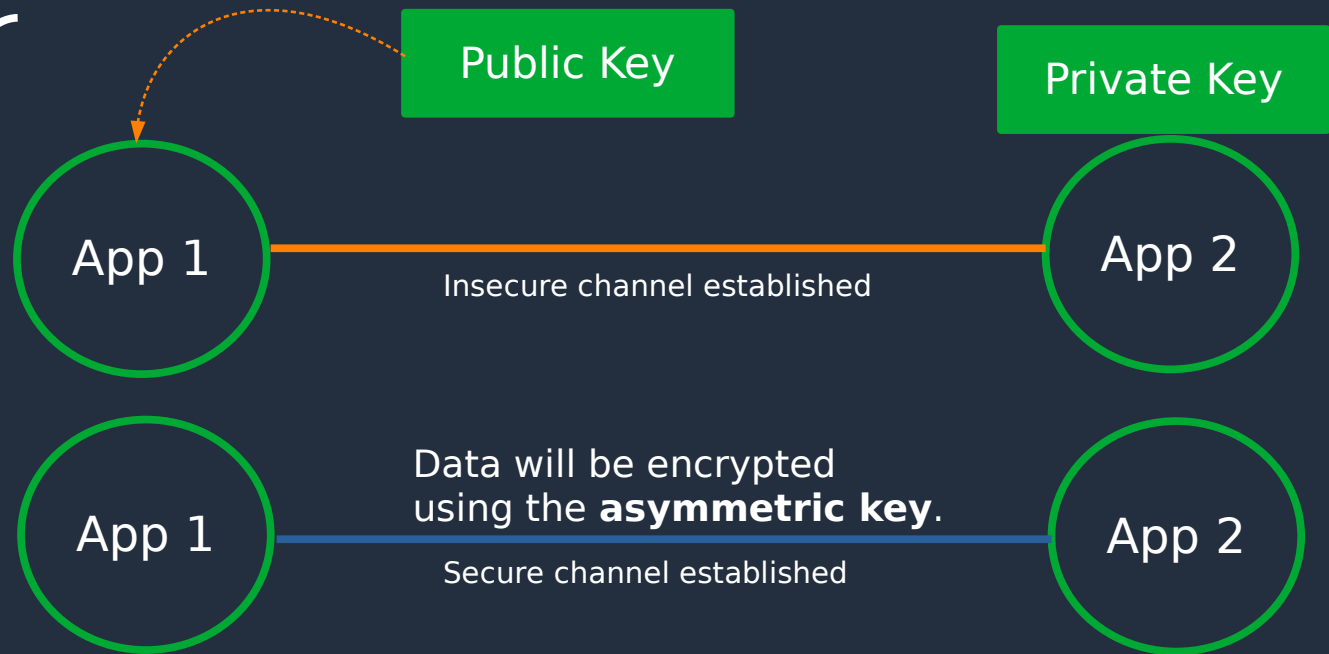 Public Key
Private Key
App 1
App 2
Insecure channel established
Data will be encrypted
using the asymmetric key.
App 1
App 2
Secure channel established